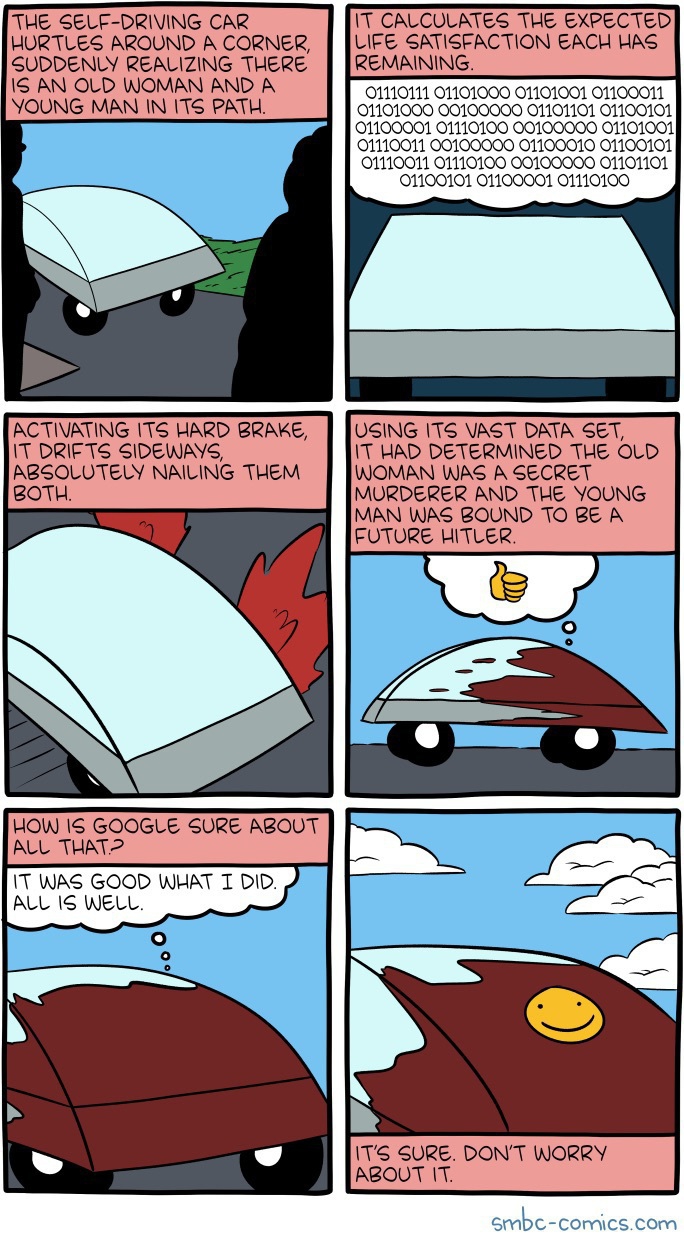 THE SELF-DRIVING CAR
HURTLES AROUND A CORNER,
SUDDENLY REALIZING THERE
IS AN OLD WOMAN AND A
YOUNG MAN IN ITS PATH.
IT CALCULATES THE EXPECTED
LIFE SATISFACTION EACH HAS
REMAINING.
01110111 01101000 01101001 01100011
01101000 00100000 01101101 01100101
01100001 01110100 00100000 01101001
01110011 00100000 01100010 01100101
01110011 01110100 00100000 01101101
01100101 01100001 01110100
ACTIVATING ITS HARD BRAKE,
IT DRIFTS SIDEWAYS,
ABSOLUTELY NAILING THEM
BOTH.
USING ITS VAST DATA SET,
IT HAD DETERMINED THE OLD
WOMAN WAS A SECRET
MURDERER AND THE YOUNG
MAN WAS BOUND TO BE A
FUTURE HITLER.
HOW IS GOOGLE SURE ABOUT
ALL THAT?
IT WAS GOOD WHAT I DID.
ALL IS WELL.
IT'S SURE. DON'T WORRY
ABOUT IT.
smbc-comics.com